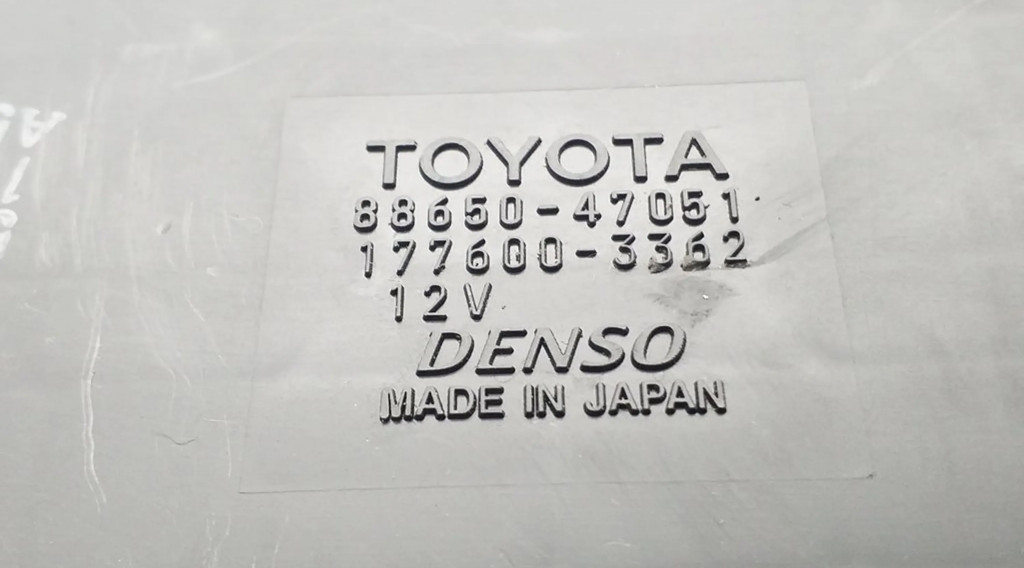 TOYOTA
88650-47051
177600-3362
12V
DENSO
MADE IN JAPAN